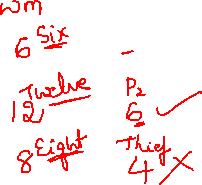 wm
6 Six -
12 Twelve P2 6 ✓
8 Eight Thief 4 ✗